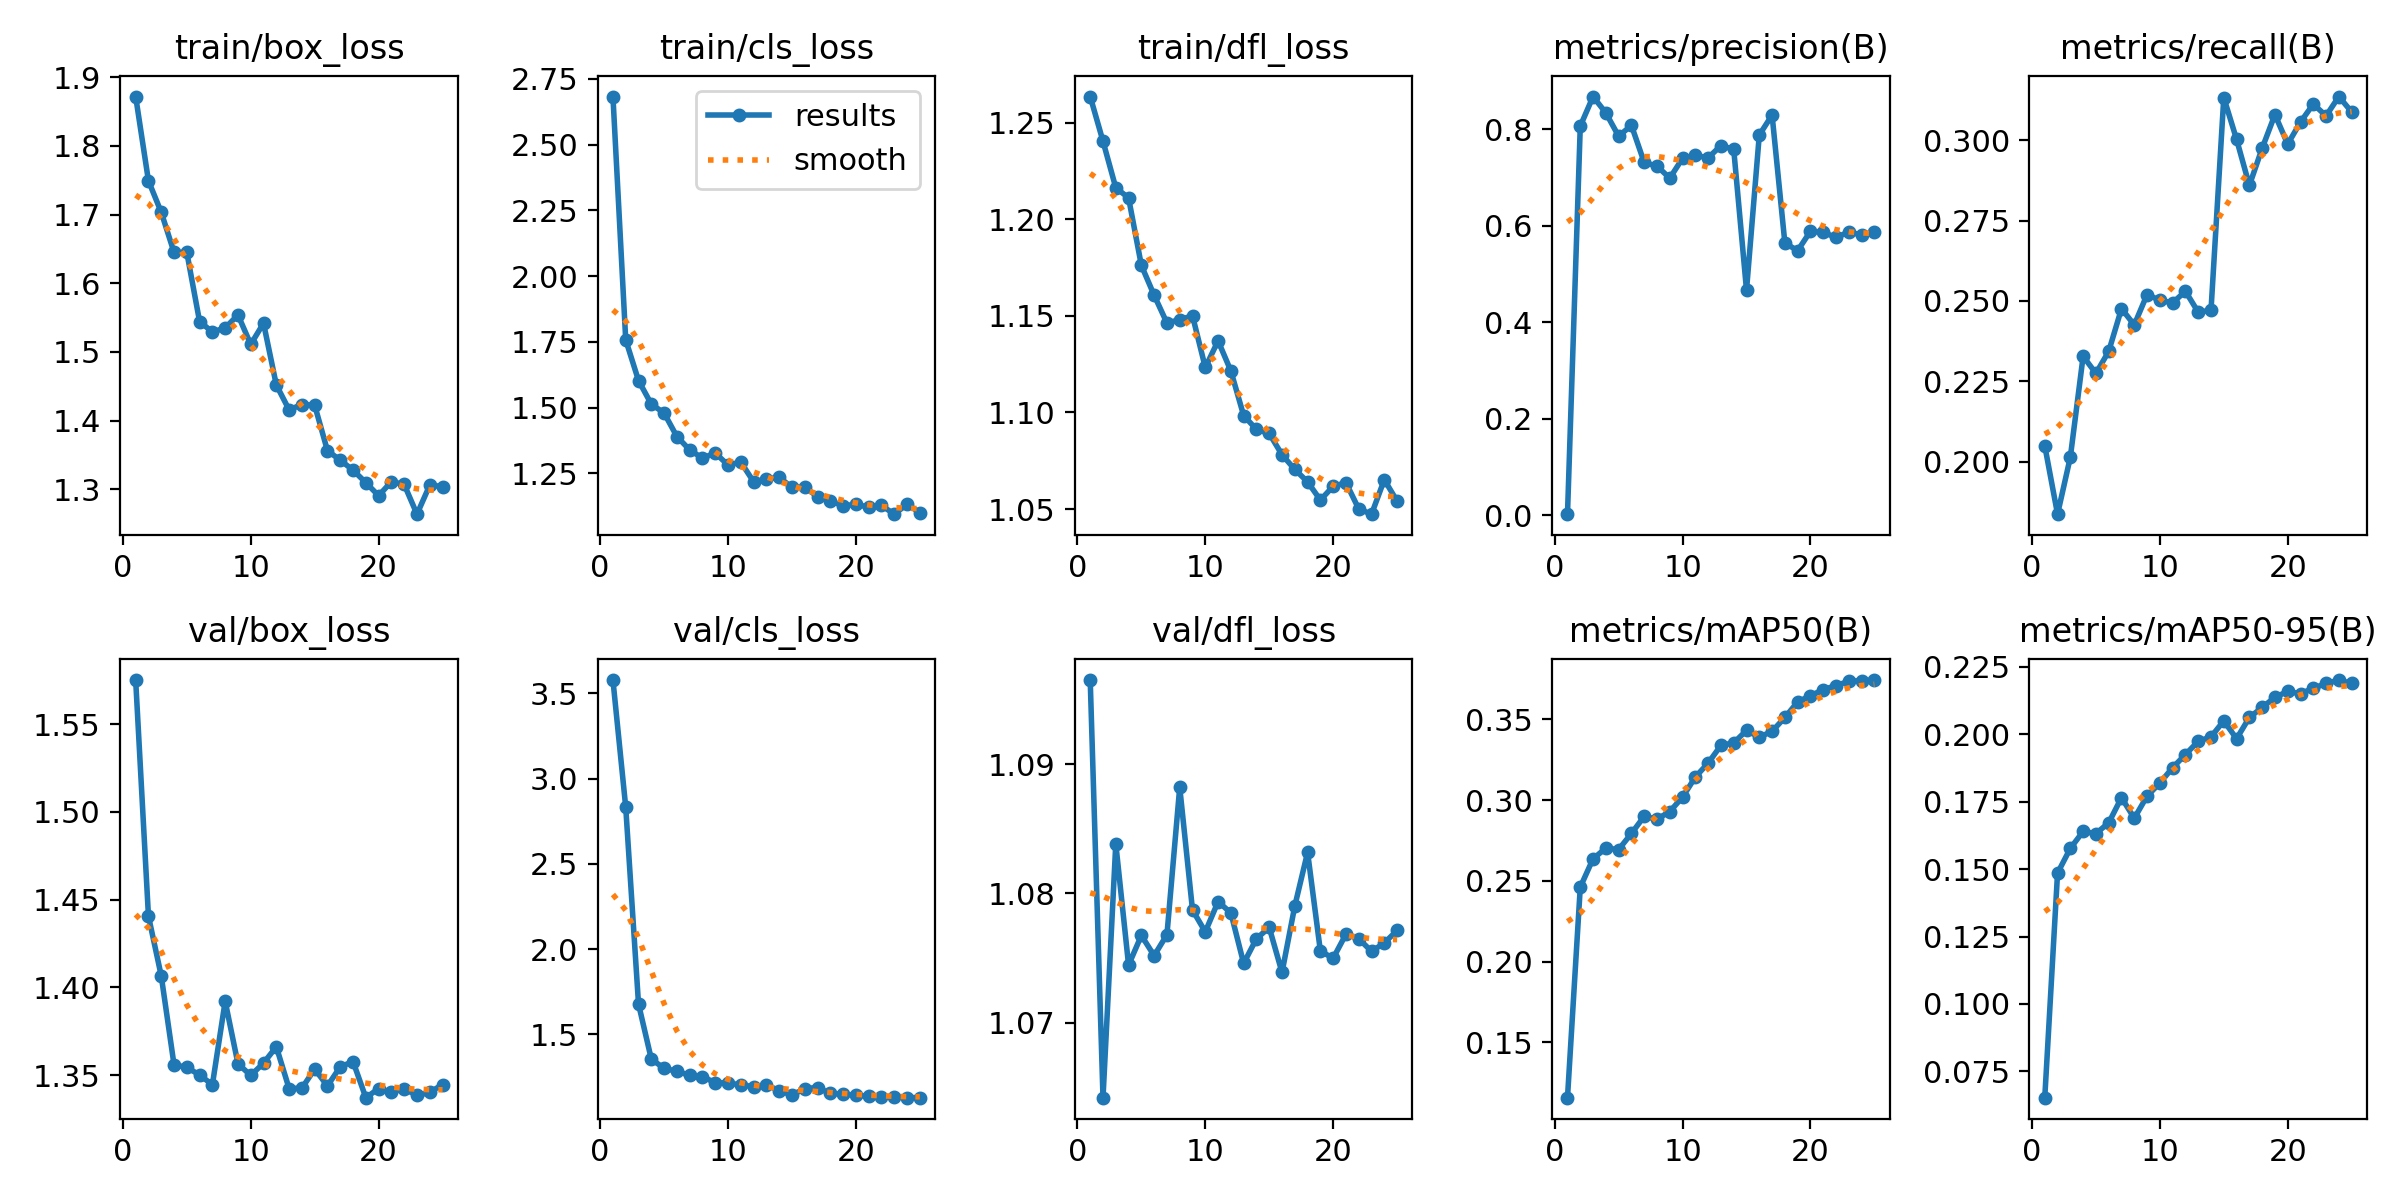 train/box_loss
train/cls_loss
train/dfl_loss
metrics/precision(B)
metrics/recall(B)
1.9
1.8
1.7
1.6
1.5
1.4
1.3
0 10 20
2.75
2.50
2.25
2.00
1.75
1.50
1.25
results
smooth
0 10 20
1.25
1.20
1.15
1.10
1.05
0 10 20
0.8
0.6
0.4
0.2
0.0
0 10 20
0.300
0.275
0.250
0.225
0.200
0 10 20
val/box_loss
val/cls_loss
val/dfl_loss
metrics/mAP50(B)
metrics/mAP50-95(B)
1.55
1.50
1.45
1.40
1.35
0 10 20
3.5
3.0
2.5
2.0
1.5
0 10 20
1.09
1.08
1.07
0 10 20
0.35
0.30
0.25
0.20
0.15
0 10 20
0.225
0.200
0.175
0.150
0.125
0.100
0.075
0 10 20